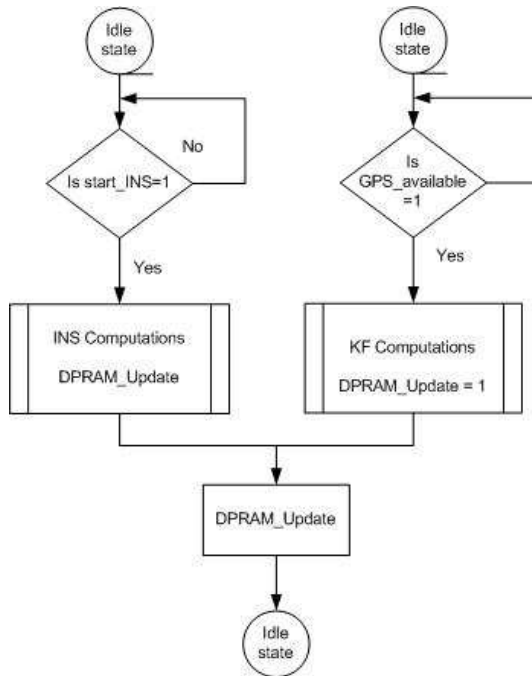 Idle
state
Idle
state
No
Is start_INS=1
Is
GPS_available
=1
Yes
Yes
INS Computations
DPRAM_Update
KF Computations
DPRAM_Update = 1
DPRAM_Update
Idle
state